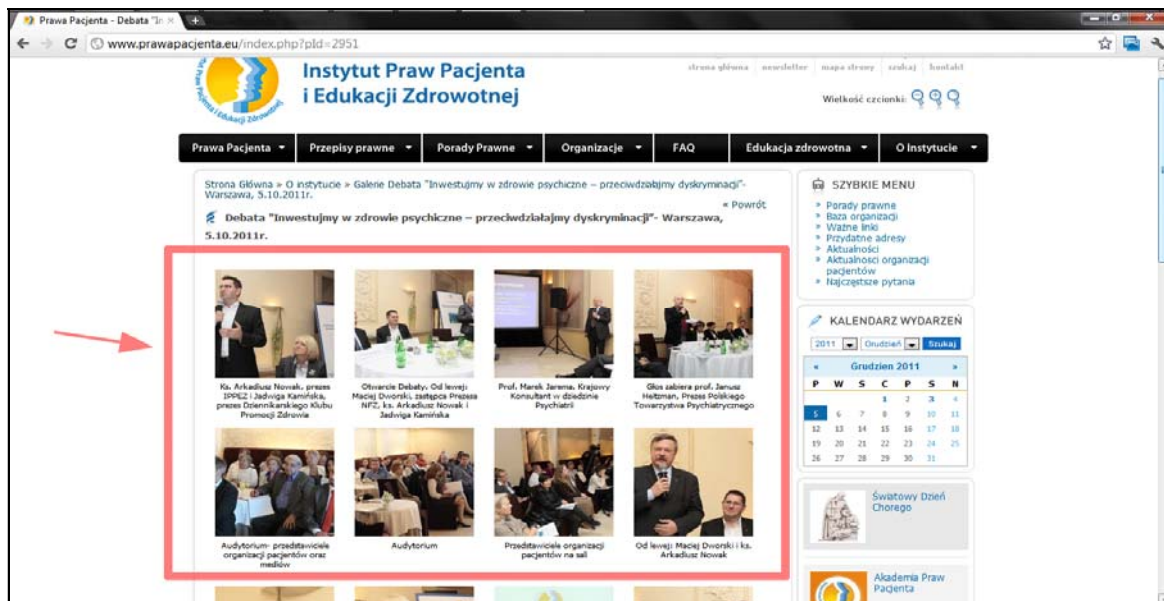 Prawa Pacjenta - Debata "In
www.prawapacjenta.eu/index.php?pId=2951
Instytut Praw Pacjenta
i Edukacji Zdrowotnej
strona główna newsletter mapa strony szukaj kontakt
Wielkość czcionki:
Prawa Pacjenta Przepisy prawne Porady Prawne Organizacje FAQ Edukacja zdrowotna O Instytucie
Strona Główna » O instytucie » Galerie Debata "Inwestujmy w zdrowie psychiczne – przeciwdziałajmy dyskryminacji"-
Warszawa, 5.10.2011r.
« Powrót
Debata "Inwestujmy w zdrowie psychiczne – przeciwdziałajmy dyskryminacji"- Warszawa,
5.10.2011r.
Ks. Arkadiusz Nowak, prezes
IPPEZ i Jadwiga Kamińska,
prezes Dziennikarskiego Klubu
Promocji Zdrowia
Otwarcie Debaty. Od lewej:
Maciej Dworski, zastępca Prezesa
NFZ, ks. Arkadiusz Nowak i
Jadwiga Kamińska
Prof. Marek Jarema, Krajowy
Konsultant w dziedzinie
Psychiatrii
Głos zabiera prof. Janusz
Heitzman, Prezes Polskiego
Towarzystwa Psychiatrycznego
Audytorium- przedstawiciele
organizacji pacjentów oraz
mediów
Audytorium
Przedstawiciele organizacji
pacjentów na sali
Od lewej: Maciej Dworski i ks.
Arkadiusz Nowak
SZYBKIE MENU
» Porady prawne
» Baza organizacji
» Ważne linki
» Przydatne adresy
» Aktualności
» Aktualnosci organizacji
pacjentów
» Najczęstsze pytania
KALENDARZ WYDARZEŃ
2011 Grudzień Szukaj
« Grudzien 2011 »
P W S C P S N
1 2 3 4
5 6 7 8 9 10 11
12 13 14 15 16 17 18
19 20 21 22 23 24 25
26 27 28 29 30 31
Światowy Dzień
Chorego
Akademia Praw
Pacjenta